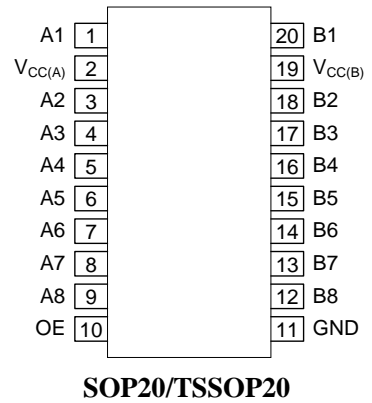 A1 1 20 B1
VCC(A) 2 19 VCC(B)
A2 3 18 B2
A3 4 17 B3
A4 5 16 B4
A5 6 15 B5
A6 7 14 B6
A7 8 13 B7
A8 9 12 B8
OE 10 11 GND
SOP20/TSSOP20